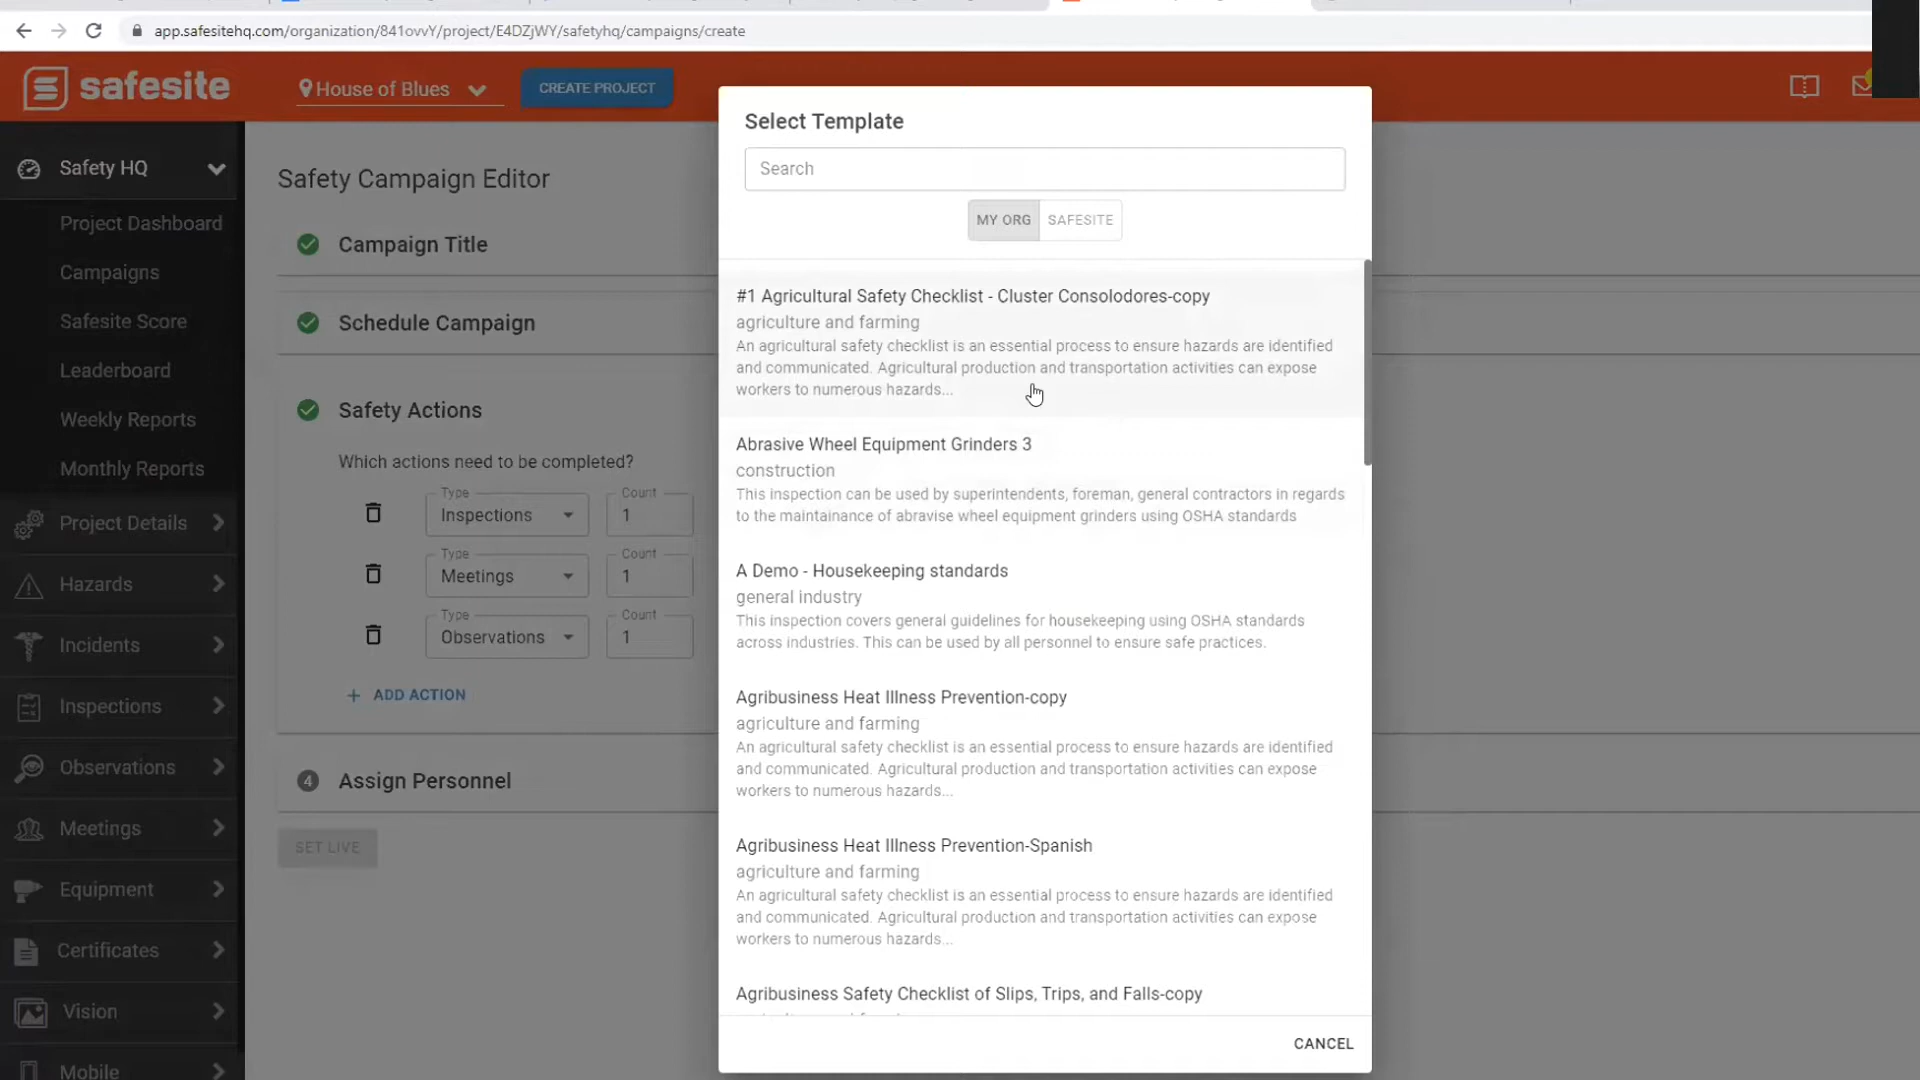 app.safesitehq.com/organization/841ovvY/project/E4DZjWY/safetyhq/campaigns/create
safesite
House of Blues
CREATE PROJECT
Safety HQ
Project Dashboard
Campaigns
Safesite Score
Leaderboard
Weekly Reports
Monthly Reports
Project Details
Hazards
Incidents
Inspections
Observations
Meetings
Equipment
Certificates
Vision
Mobile
Safety Campaign Editor
Campaign Title
Schedule Campaign
Safety Actions
Which actions need to be completed?
Type Count
Inspections 1
Type Count
Meetings 1
Type Count
Observations 1
+ ADD ACTION
4 Assign Personnel
SET LIVE
Select Template
Search
MY ORG SAFESITE
#1 Agricultural Safety Checklist - Cluster Consolodores-copy
agriculture and farming
An agricultural safety checklist is an essential process to ensure hazards are identified
and communicated. Agricultural production and transportation activities can expose
workers to numerous hazards...
Abrasive Wheel Equipment Grinders 3
construction
This inspection can be used by superintendents, foreman, general contractors in regards
to the maintainance of abravise wheel equipment grinders using OSHA standards
A Demo - Housekeeping standards
general industry
This inspection covers general guidelines for housekeeping using OSHA standards
across industries. This can be used by all personnel to ensure safe practices.
Agribusiness Heat Illness Prevention-copy
agriculture and farming
An agricultural safety checklist is an essential process to ensure hazards are identified
and communicated. Agricultural production and transportation activities can expose
workers to numerous hazards...
Agribusiness Heat Illness Prevention-Spanish
agriculture and farming
An agricultural safety checklist is an essential process to ensure hazards are identified
and communicated. Agricultural production and transportation activities can expose
workers to numerous hazards...
Agribusiness Safety Checklist of Slips, Trips, and Falls-copy
CANCEL